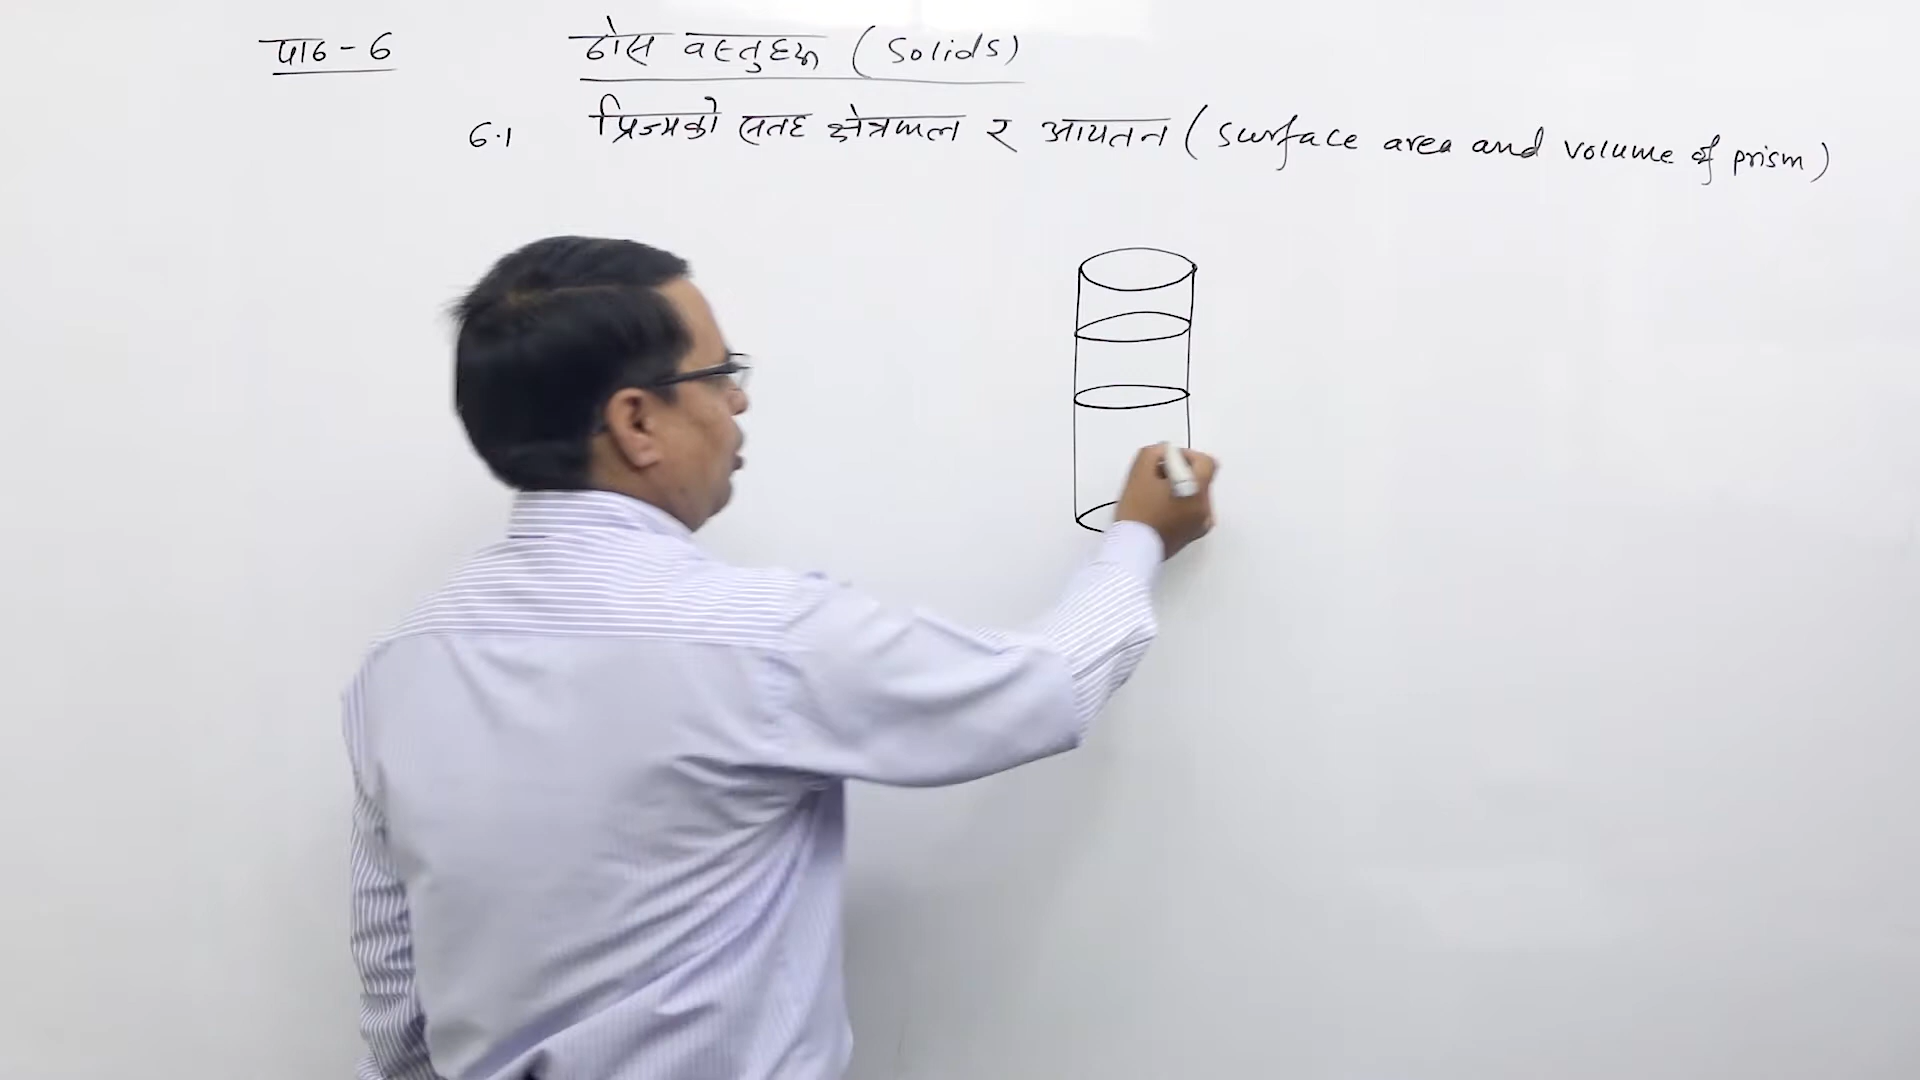 पाठ - 6
ठोस वस्तुहरू (Solids)
6.1 प्रिज्मको सतह क्षेत्रफल र आयतन (surface area and volume of prism)